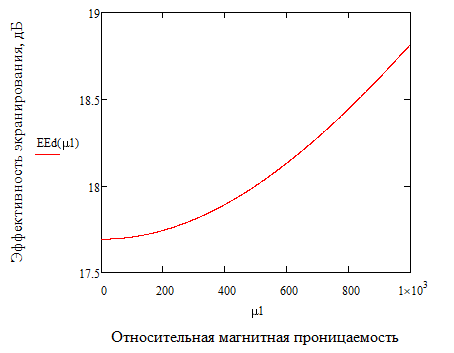 Эффективность экранирования, дБ
19
18.5
EEd(μ1)
18
17.5
0 200 400 600 800 1×10³
μ1
Относительная магнитная проницаемость